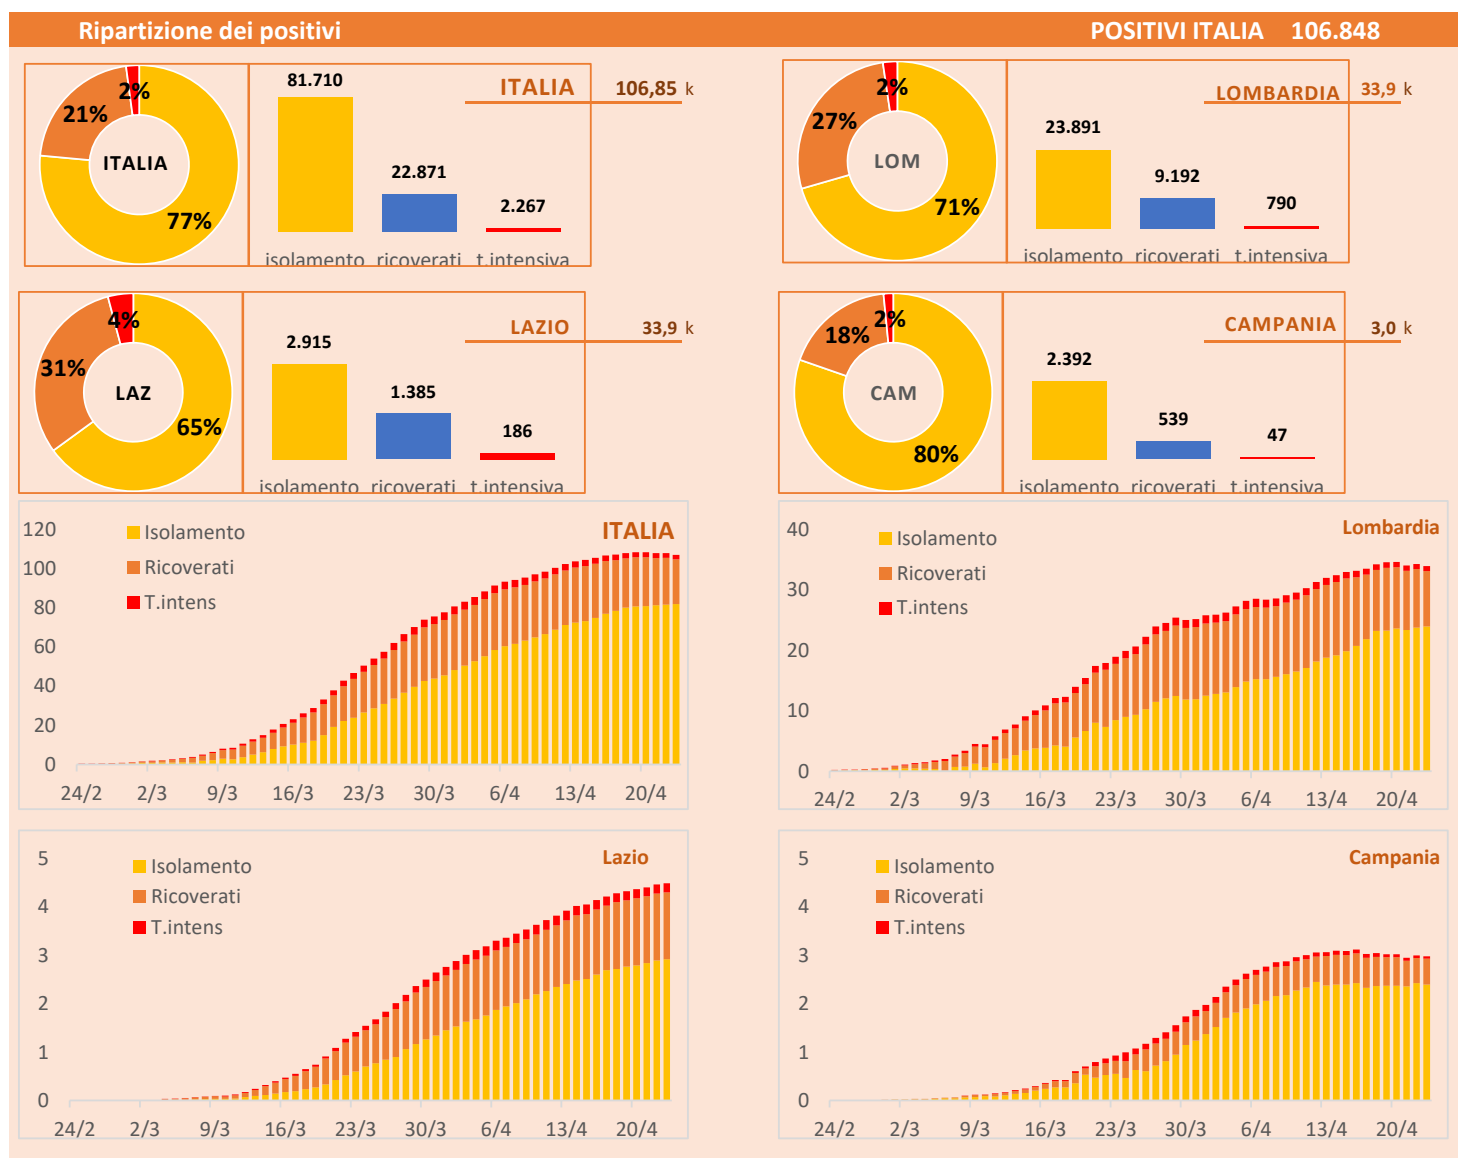 Ripartizione dei positivi
POSITIVI ITALIA 106.848
2%
21%
ITALIA
77%
81.710
22.871
2.267
isolamento ricoverati t.intensiva
ITALIA 106,85 k
2%
27%
LOM
71%
23.891
9.192
790
isolamento ricoverati t.intensiva
LOMBARDIA 33,9 k
4%
31%
LAZ
65%
2.915
1.385
186
isolamento ricoverati t.intensiva
LAZIO 33,9 k
2%
18%
CAM
80%
2.392
539
47
isolamento ricoverati t.intensiva
CAMPANIA 3,0 k
ITALIA
Isolamento
Ricoverati
T.intens
120
100
80
60
40
20
0
24/2 2/3 9/3 16/3 23/3 30/3 6/4 13/4 20/4
Lombardia
Isolamento
Ricoverati
T.intens
40
30
20
10
0
24/2 2/3 9/3 16/3 23/3 30/3 6/4 13/4 20/4
Lazio
Isolamento
Ricoverati
T.intens
5
4
3
2
1
0
24/2 2/3 9/3 16/3 23/3 30/3 6/4 13/4 20/4
Campania
Isolamento
Ricoverati
T.intens
5
4
3
2
1
0
24/2 2/3 9/3 16/3 23/3 30/3 6/4 13/4 20/4